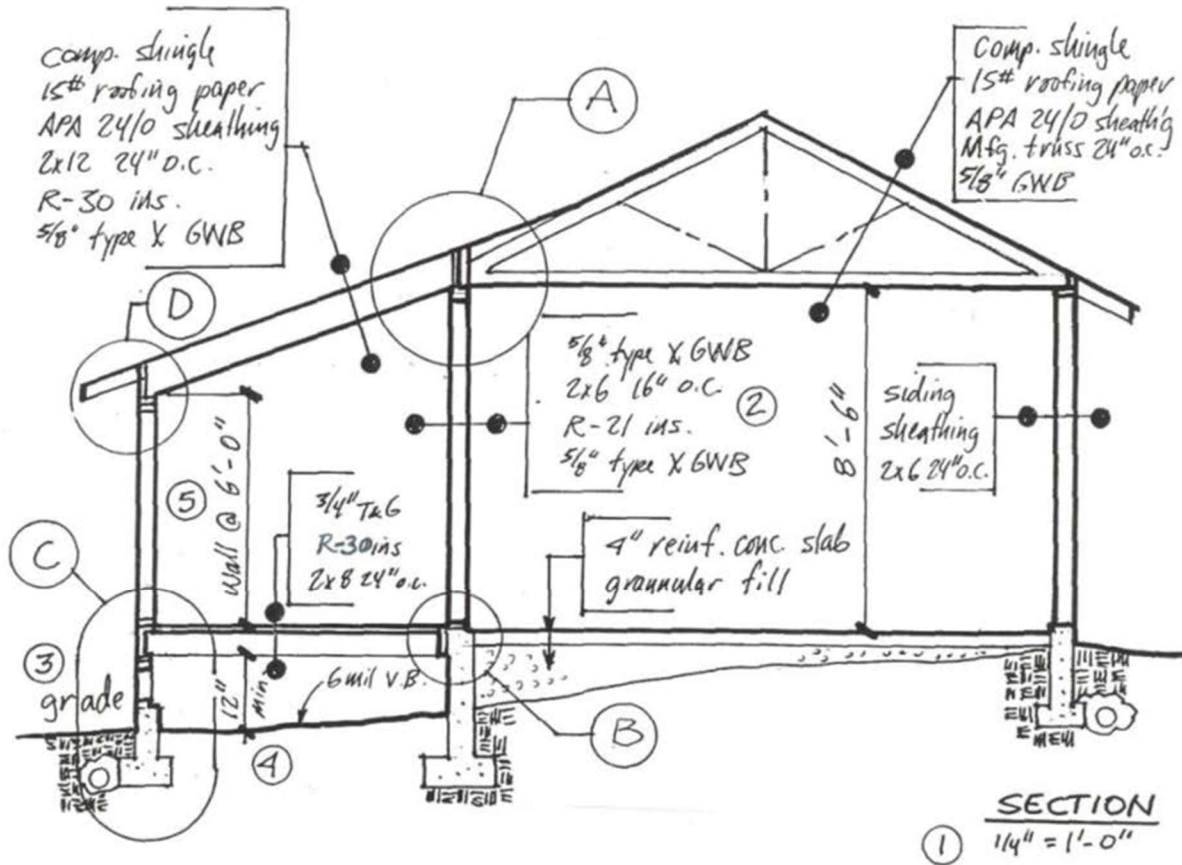 Comp. shingle
15# roofing paper
APA 24/0 sheathing
2x12 24" O.C.
R-30 ins.
5/8" type X GWB
A
Comp. shingle
15# roofing paper
APA 24/0 sheath'g
Mfg. truss 24" o.c.
5/8" GWB
D
5/8" type X GWB
2x6 16" o.c.
R-21 ins.
5/8" type X GWB
2
8'-6"
siding
sheathing
2x6 24" o.c.
5
Wall @ 6'-0"
3/4" T&G
R-30 ins
2x8 24" o.c.
4" reinf. conc. slab
grannular fill
C
3
grade
12"
min
6 mil V.B.
B
4
SECTION
1
1/4" = 1'-0"